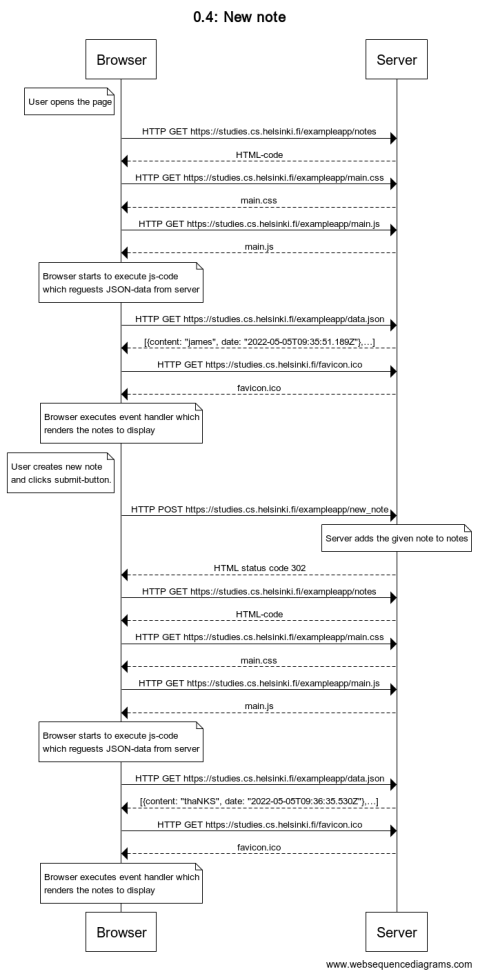 0.4: New note
Browser
Server
User opens the page
HTTP GET https://studies.cs.helsinki.fi/exampleapp/notes
HTML-code
HTTP GET https://studies.cs.helsinki.fi/exampleapp/main.css
main.css
HTTP GET https://studies.cs.helsinki.fi/exampleapp/main.js
main.js
Browser starts to execute js-code
which reguests JSON-data from server
HTTP GET https://studies.cs.helsinki.fi/exampleapp/data.json
[{content: "james", date: "2022-05-05T09:35:51.189Z"},...]
HTTP GET https://studies.cs.helsinki.fi/favicon.ico
favicon.ico
Browser executes event handler which
renders the notes to display
User creates new note
and clicks submit-button.
HTTP POST https://studies.cs.helsinki.fi/exampleapp/new_note
Server adds the given note to notes
HTML status code 302
HTTP GET https://studies.cs.helsinki.fi/exampleapp/notes
HTML-code
HTTP GET https://studies.cs.helsinki.fi/exampleapp/main.css
main.css
HTTP GET https://studies.cs.helsinki.fi/exampleapp/main.js
main.js
Browser starts to execute js-code
which reguests JSON-data from server
HTTP GET https://studies.cs.helsinki.fi/exampleapp/data.json
[{content: "thaNKS", date: "2022-05-05T09:36:35.530Z"},...]
HTTP GET https://studies.cs.helsinki.fi/favicon.ico
favicon.ico
Browser executes event handler which
renders the notes to display
Browser
Server
www.websequencediagrams.com